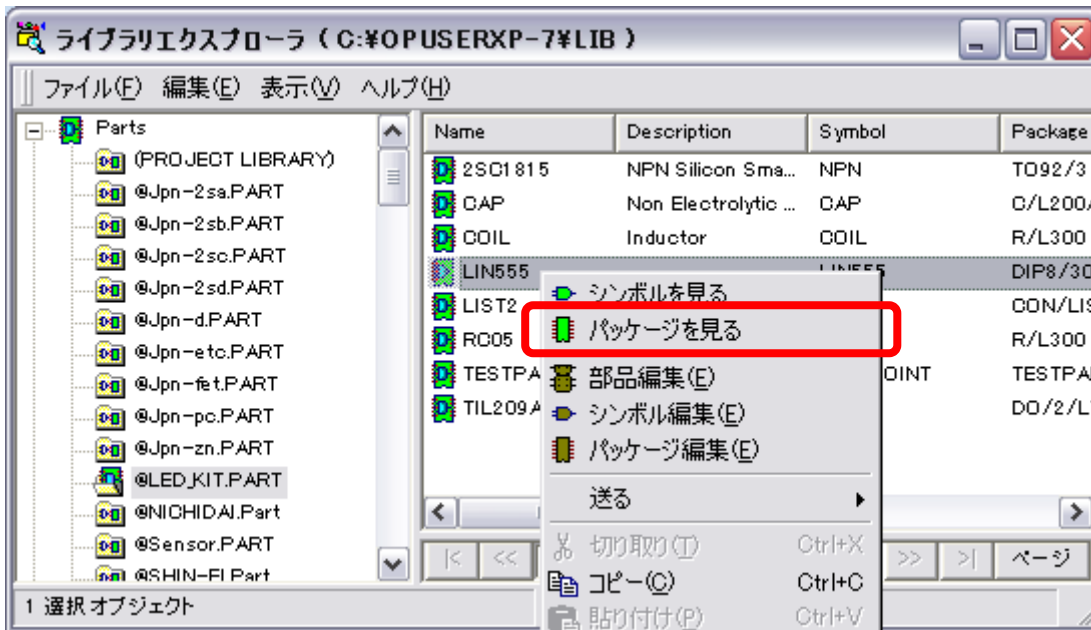 ライブラリエクスプローラ ( C:¥OPUSERXP-7¥LIB )
ファイル(F) 編集(E) 表示(V) ヘルプ(H)
Parts
(PROJECT LIBRARY)
@Jpn-2sa.PART
@Jpn-2sb.PART
@Jpn-2sc.PART
@Jpn-2sd.PART
@Jpn-d.PART
@Jpn-etc.PART
@Jpn-fet.PART
@Jpn-pc.PART
@Jpn-zn.PART
@LED_KIT.PART
@NICHIDAI.Part
@Sensor.PART
@SHIN-EI.Part
Name Description Symbol Package
2SC1815 NPN Silicon Sma... NPN TO92/3
CAP Non Electrolytic ... CAP C/L200/
COIL Inductor COIL R/L300
LIN555 LIN555 DIP8/30
LIST2 CON/LIS
RC05 R/L300
TESTPA OINT TESTPA
TIL209A DO/2/L
シンボルを見る
パッケージを見る
部品編集(E)
シンボル編集(E)
パッケージ編集(E)
送る
切り取り(T) Ctrl+X
コピー(C) Ctrl+C
貼り付け(P) Ctrl+V
|< << >> >| ページ
1 選択オブジェクト